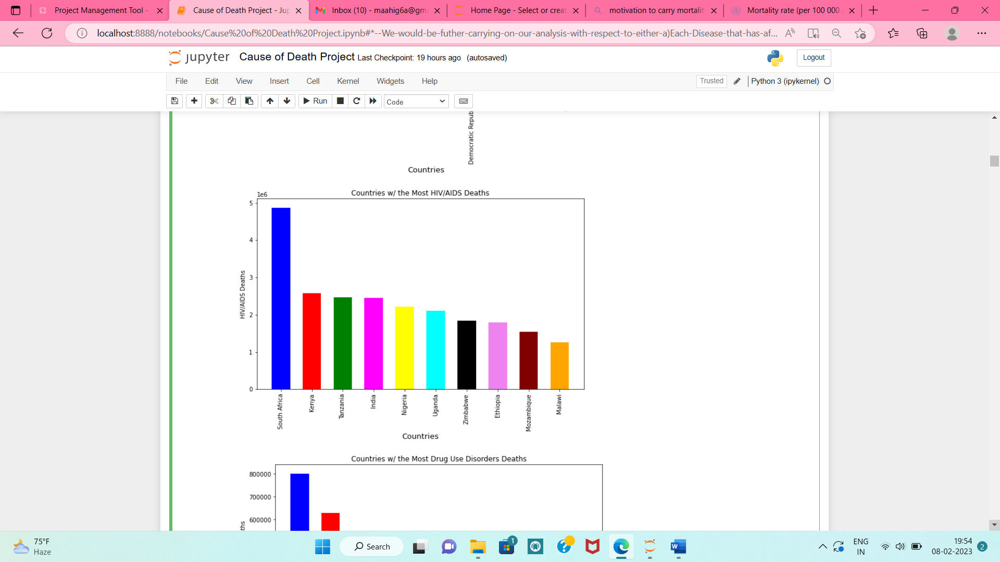 Project Management Tool -
Cause of Death Project - Jup
Inbox (10) - maahig6a@gm
Home Page - Select or creat
motivation to carry mortalit
Mortality rate (per 100 000
localhost:8888/notebooks/Cause%20of%20Death%20Project.ipynb#*--We-would-be-futher-carrying-on-our-analysis-with-respect-to-either-a)Each-Disease-that-has-af...
jupyter Cause of Death Project Last Checkpoint: 19 hours ago (autosaved)
Logout
File Edit View Insert Cell Kernel Widgets Help
Trusted Python 3 (ipykernel)
Run Code
Democratic Repub
Countries
Countries w/ the Most HIV/AIDS Deaths
1e6
5
4
3
2
1
0
HIV/AIDS Deaths
South Africa
Kenya
Tanzania
India
Nigeria
Uganda
Zimbabwe
Ethiopia
Mozambique
Malawi
Countries
Countries w/ the Most Drug Use Disorders Deaths
800000
700000
600000
ths
75°F
Haze
Search
1
ENG
IN
19:54
08-02-2023
2